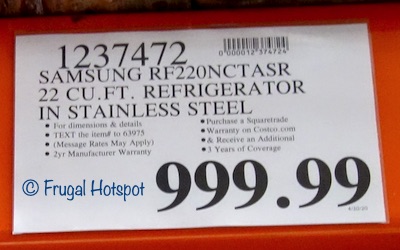 1237472
0000012374724
SAMSUNG RF220NCTASR
22 CU.FT. REFRIGERATOR
IN STAINLESS STEEL
• For dimensions & details
• TEXT the item# to 63975
(Message Rates May Apply)
• 2yr Manufacturer Warranty
• Purchase a Squaretrade
• Warranty on Costco.com
• & Receive an Additional
• 3 Years of Coverage
© Frugal Hotspot
999.99